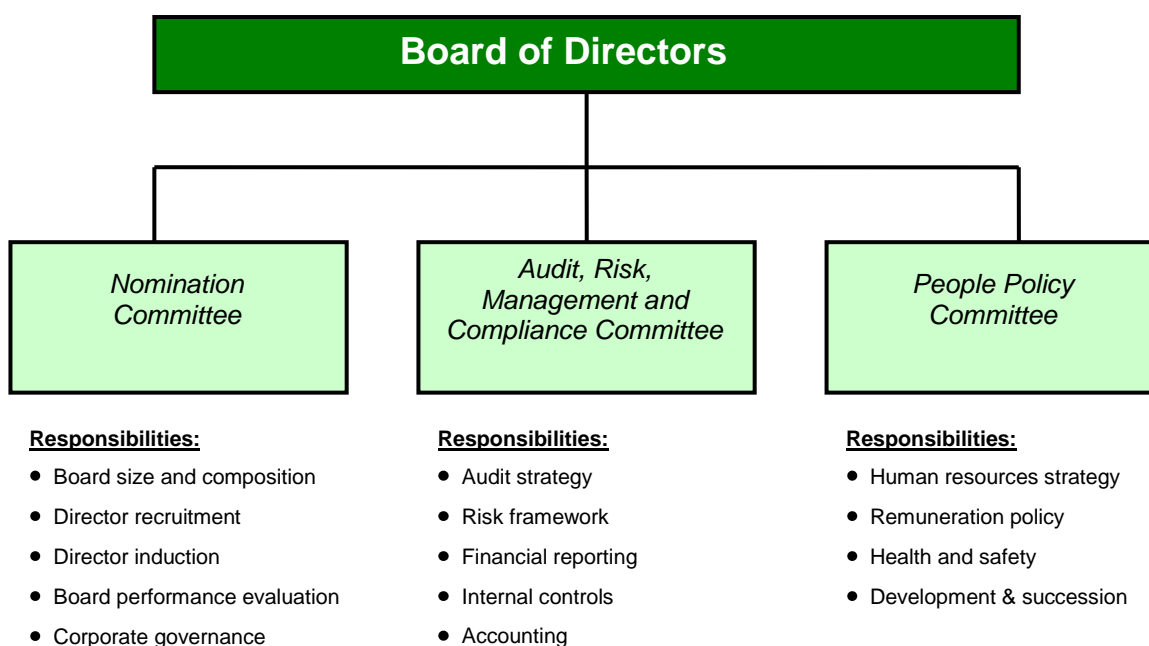 Board of Directors
Nomination
Committee
Audit, Risk,
Management and
Compliance Committee
People Policy
Committee
Responsibilities:
• Board size and composition
• Director recruitment
• Director induction
• Board performance evaluation
• Corporate governance
Responsibilities:
• Audit strategy
• Risk framework
• Financial reporting
• Internal controls
• Accounting
Responsibilities:
• Human resources strategy
• Remuneration policy
• Health and safety
• Development & succession